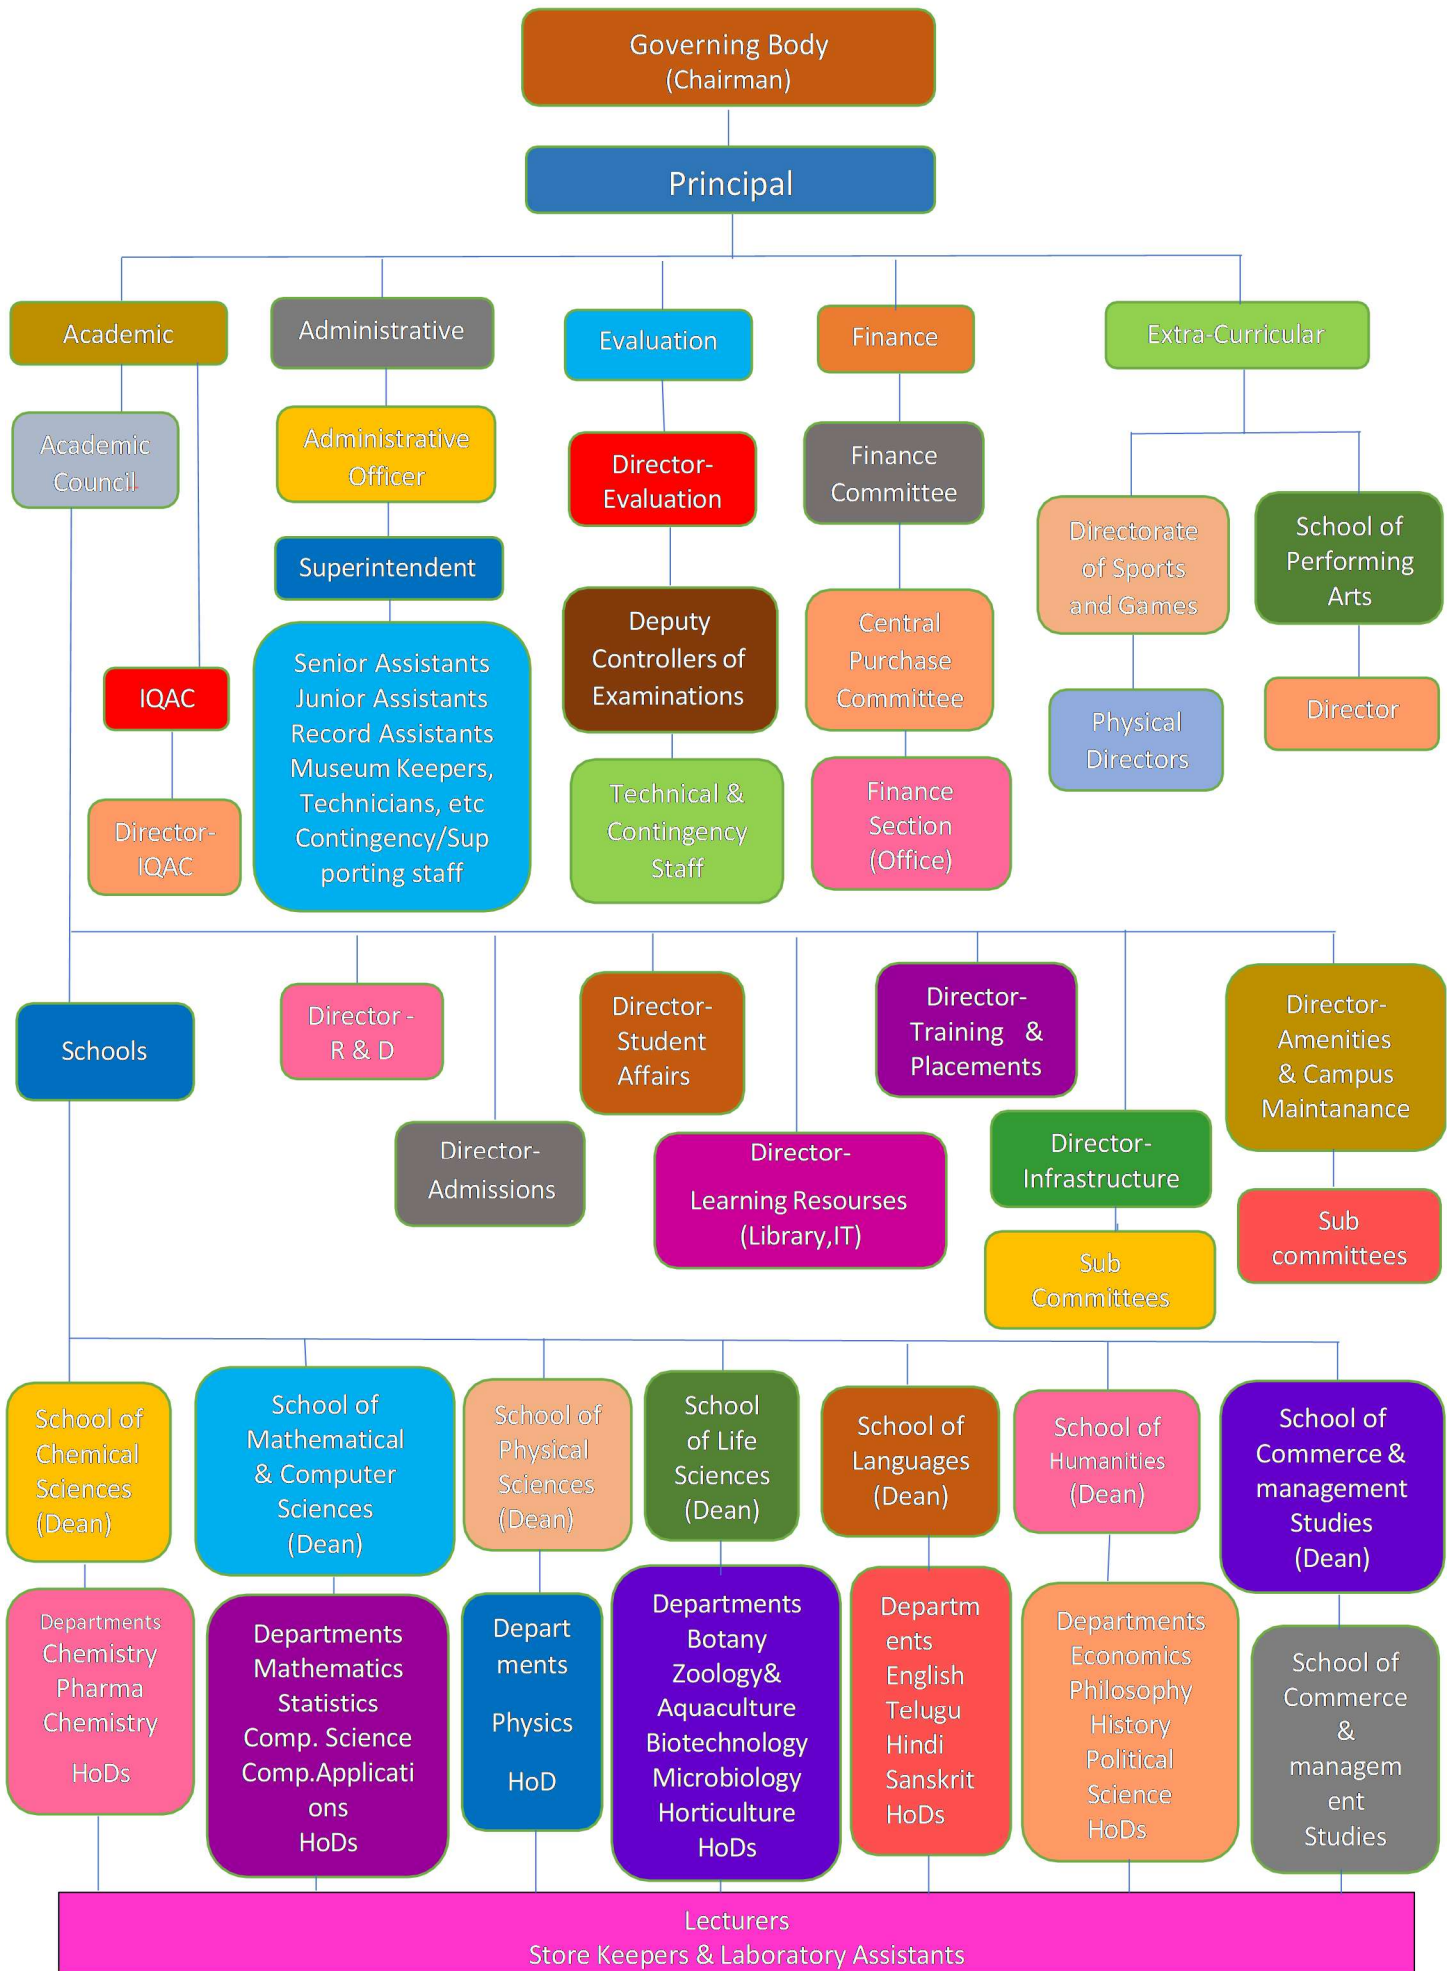 Governing Body
(Chairman)
Principal
Academic
Administrative
Evaluation
Finance
Extra-Curricular
Academic
Council
Administrative
Officer
Director-
Evaluation
Finance
Committee
Directorate
of Sports
and Games
School of
Performing
Arts
Superintendent
Deputy
Controllers of
Examinations
Central
Purchase
Committee
IQAC
Senior Assistants
Junior Assistants
Record Assistants
Museum Keepers,
Technicians, etc
Contingency/Sup
porting staff
Physical
Directors
Director
Director-
IQAC
Technical &
Contingency
Staff
Finance
Section
(Office)
Schools
Director -
R & D
Director-
Student
Affairs
Director-
Training &
Placements
Director-
Amenities
& Campus
Maintanance
Director-
Admissions
Director-
Learning Resourses
(Library,IT)
Director-
Infrastructure
Sub
Committees
Sub
committees
School of
Chemical
Sciences
(Dean)
School of
Mathematical
& Computer
Sciences
(Dean)
School of
Physical
Sciences
(Dean)
School
of Life
Sciences
(Dean)
School of
Languages
(Dean)
School of
Humanities
(Dean)
School of
Commerce &
management
Studies
(Dean)
Departments
Chemistry
Pharma
Chemistry
HoDs
Departments
Mathematics
Statistics
Comp. Science
Comp.Applicati
ons
HoDs
Depart
ments
Physics
HoD
Departments
Botany
Zoology&
Aquaculture
Biotechnology
Microbiology
Horticulture
HoDs
Departm
ents
English
Telugu
Hindi
Sanskrit
HoDs
Departments
Economics
Philosophy
History
Political
Science
HoDs
School of
Commerce
&
managem
ent
Studies
Lecturers
Store Keepers & Laboratory Assistants